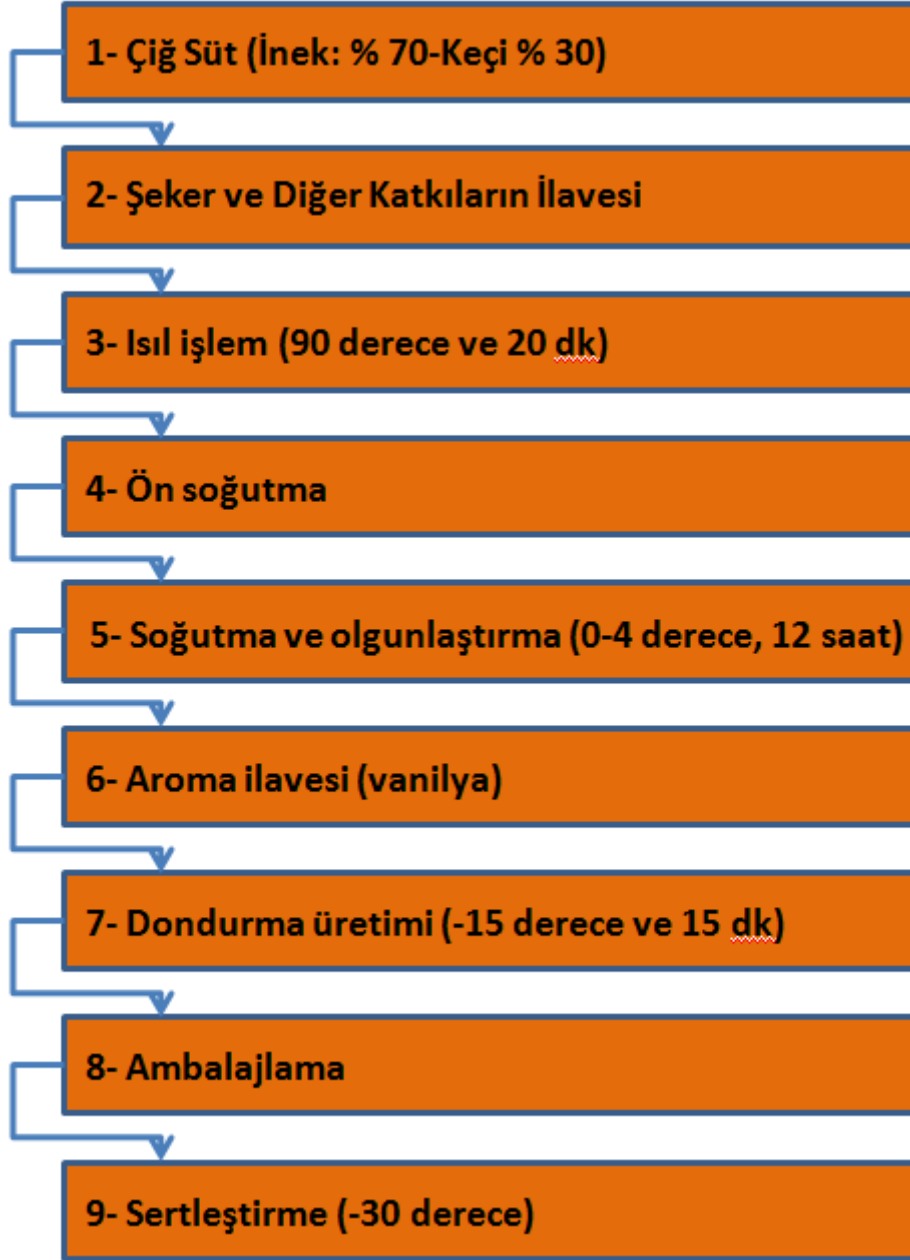 1- Çiğ Süt (İnek: % 70-Keçi % 30)
2- Şeker ve Diğer Katkıların İlavesi
3- Isıl işlem (90 derece ve 20 dk)
4- Ön soğutma
5- Soğutma ve olgunlaştırma (0-4 derece, 12 saat)
6- Aroma ilavesi (vanilya)
7- Dondurma üretimi (-15 derece ve 15 dk)
8- Ambalajlama
9- Sertleştirme (-30 derece)